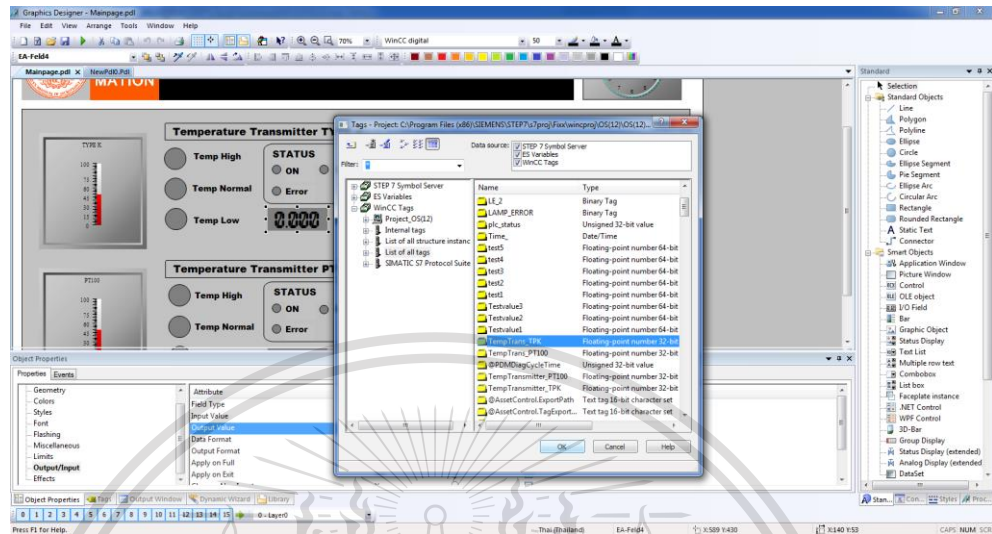 Graphics Designer - Mainpage.pdl
File Edit View Arrange Tools Window Help
70% WinCC digital 50
EA-Feld4
Mainpage.pdl X NewPdl0.Pdl
MATION
Temperature Transmitter TY
TYPE K
Temp High
STATUS
ON
Temp Normal
Error
Temp Low
0.000
Temperature Transmitter PT
PT100
Temp High
STATUS
ON
Temp Normal
Error
Tags - Project: C:\Program Files (x86)\SIEMENS\STEP7\s7proj\Fixx\wincproj\OS(12)\OS(12)...
Data source:
STEP 7 Symbol Server
ES Variables
WinCC Tags
Filter: *
STEP 7 Symbol Server
ES Variables
WinCC Tags
Project_OS(12)
Internal tags
List of all structure instanc
List of all tags
SIMATIC S7 Protocol Suite
Name Type
LE_2 Binary Tag
LAMP_ERROR Binary Tag
plc_status Unsigned 32-bit value
Time_ Date/Time
test5 Floating-point number 64-bit
test4 Floating-point number 64-bit
test3 Floating-point number 64-bit
test2 Floating-point number 64-bit
test1 Floating-point number 64-bit
Testvalue3 Floating-point number 64-bit
Testvalue2 Floating-point number 64-bit
Testvalue1 Floating-point number 64-bit
TempTrans_TPK Floating-point number 32-bit
TempTrans_PT100 Floating-point number 32-bit
@PDMDiagCycleTime Unsigned 32-bit value
TempTransmitter_PT100 Floating-point number 32-bit
TempTransmitter_TPK Floating-point number 32-bit
@AssetControl.ExportPath Text tag 16-bit character set
@AssetControl.TagExport... Text tag 16-bit character set
OK Cancel Help
Standard
Selection
Standard Objects
Line
Polygon
Polyline
Ellipse
Circle
Ellipse Segment
Pie Segment
Ellipse Arc
Circular Arc
Rectangle
Rounded Rectangle
Static Text
Connector
Smart Objects
Application Window
Picture Window
Control
OLE object
I/O Field
Bar
Graphic Object
Status Display
Text List
Multiple row text
Combobox
List box
Faceplate instance
.NET Control
WPF Control
3D-Bar
Group Display
Status Display (extended)
Analog Display (extended
DataSet
Stan... Con... Styles Proc...
Object Properties
Properties Events
Geometry
Colors
Styles
Font
Flashing
Miscellaneous
Limits
Output/Input
Effects
Attribute
Field Type
Input Value
Output Value
Data Format
Output Format
Apply on Full
Apply on Exit
Object Properties Tags Output Window Dynamic Wizard Library
0 1 2 3 4 5 6 7 8 9 10 11 12 13 14 15 0 - Layer0
Press F1 for Help. Thai (Thailand) EA-Feld4 X:589 Y:430 X:140 Y:53 CAPS NUM SCR